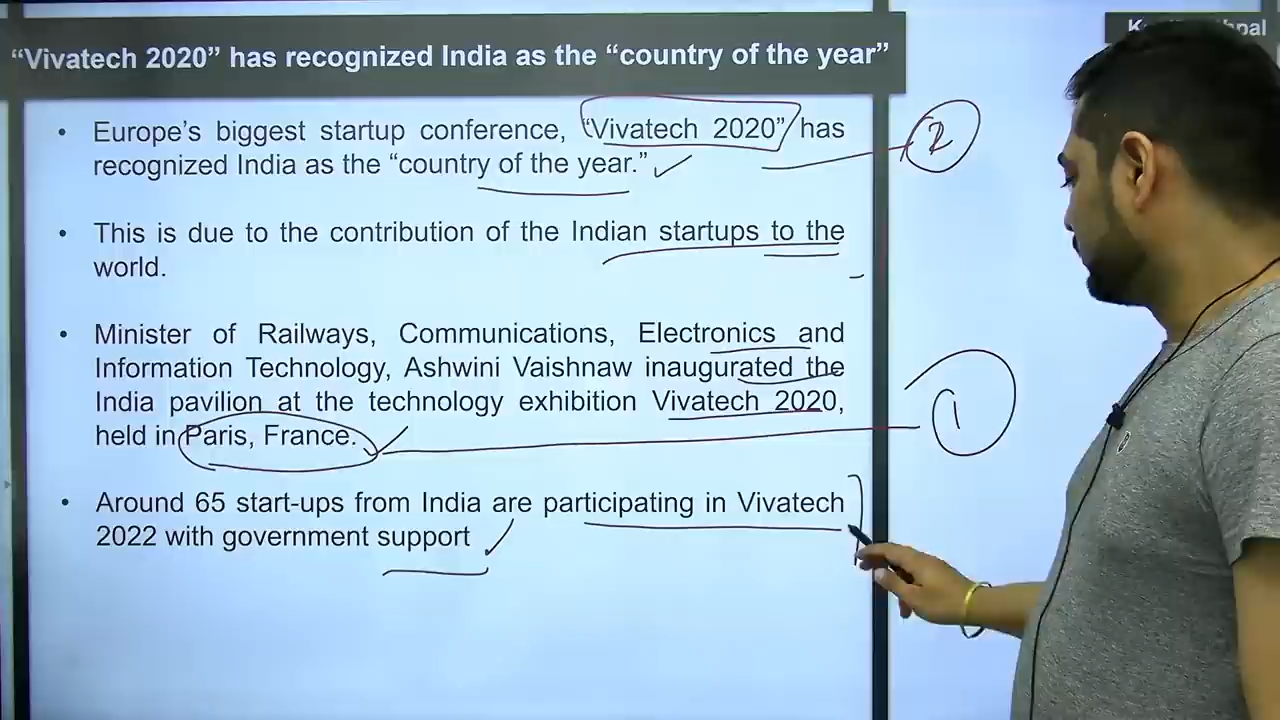 “Vivatech 2020” has recognized India as the “country of the year”
• Europe’s biggest startup conference, “Vivatech 2020” has
recognized India as the “country of the year.”
2
• This is due to the contribution of the Indian startups to the
world.
• Minister of Railways, Communications, Electronics and
Information Technology, Ashwini Vaishnaw inaugurated the
India pavilion at the technology exhibition Vivatech 2020,
held in Paris, France.
1
• Around 65 start-ups from India are participating in Vivatech
2022 with government support